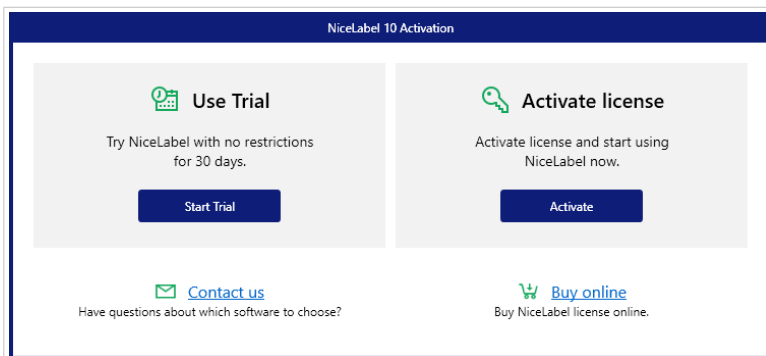 NiceLabel 10 Activation
Use Trial
Try NiceLabel with no restrictions
for 30 days.
Start Trial
Activate license
Activate license and start using
NiceLabel now.
Activate
Contact us
Have questions about which software to choose?
Buy online
Buy NiceLabel license online.